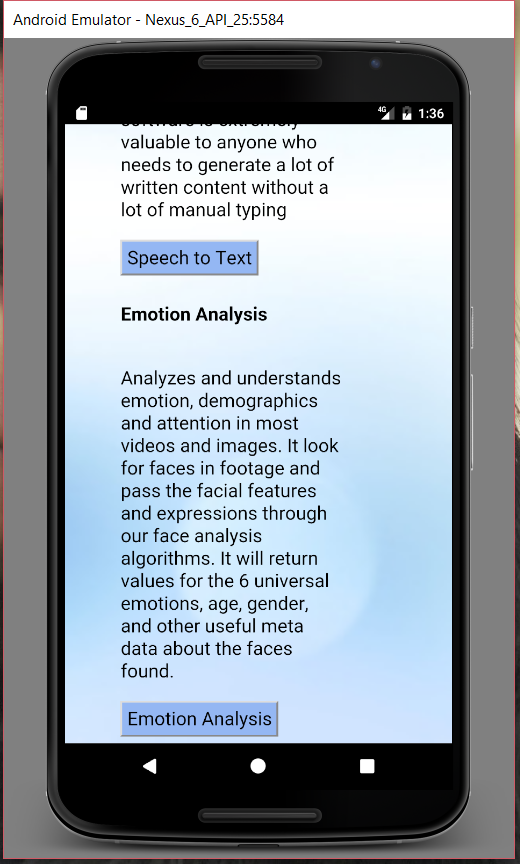 Android Emulator - Nexus_6_API_25:5584
4G 1:36
software is extremely
valuable to anyone who
needs to generate a lot of
written content without a
lot of manual typing
Speech to Text
Emotion Analysis
Analyzes and understands
emotion, demographics
and attention in most
videos and images. It look
for faces in footage and
pass the facial features
and expressions through
our face analysis
algorithms. It will return
values for the 6 universal
emotions, age, gender,
and other useful meta
data about the faces
found.
Emotion Analysis